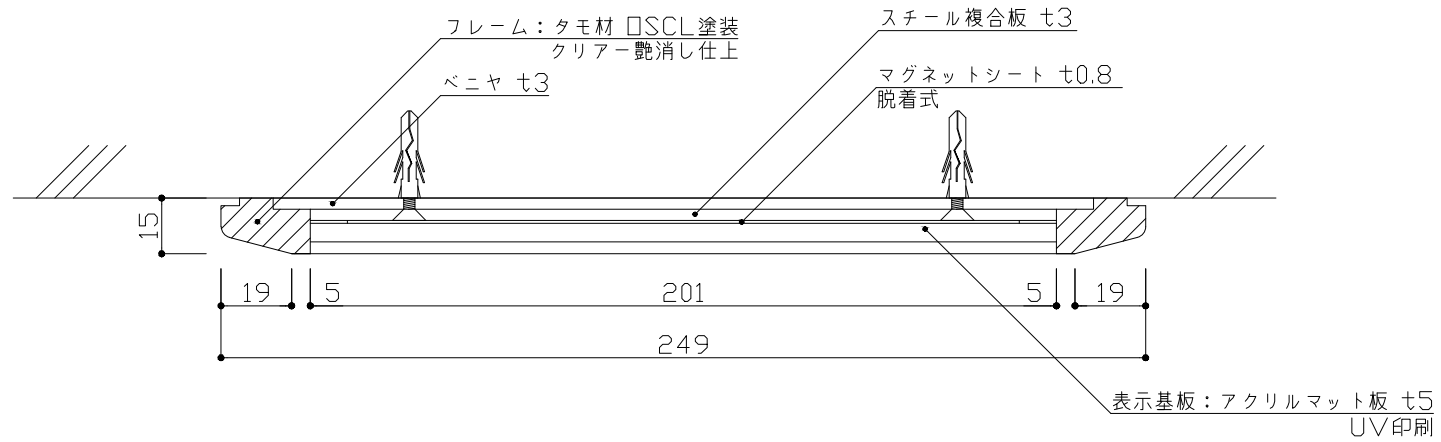 フレーム：タモ材 OSCL塗装
クリアー艶消し仕上
ベニヤ t3
スチール複合板 t3
マグネットシート t0.8
脱着式
15
19
5
201
5
19
249
表示基板：アクリルマット板 t5
UV印刷